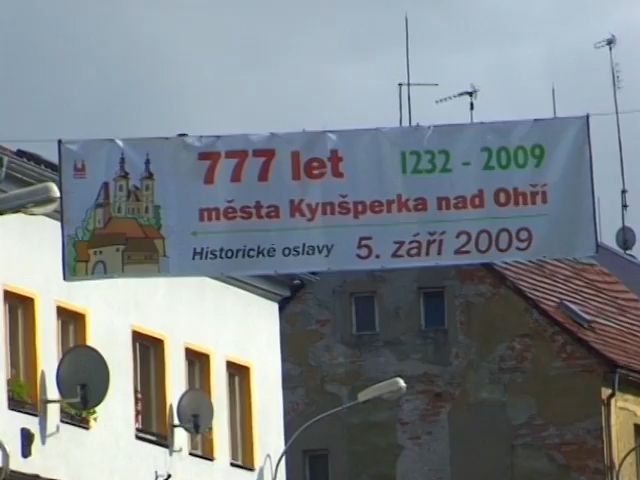 777 let 1232 - 2009
města Kynšperka nad Ohří
Historické oslavy 5. září 2009